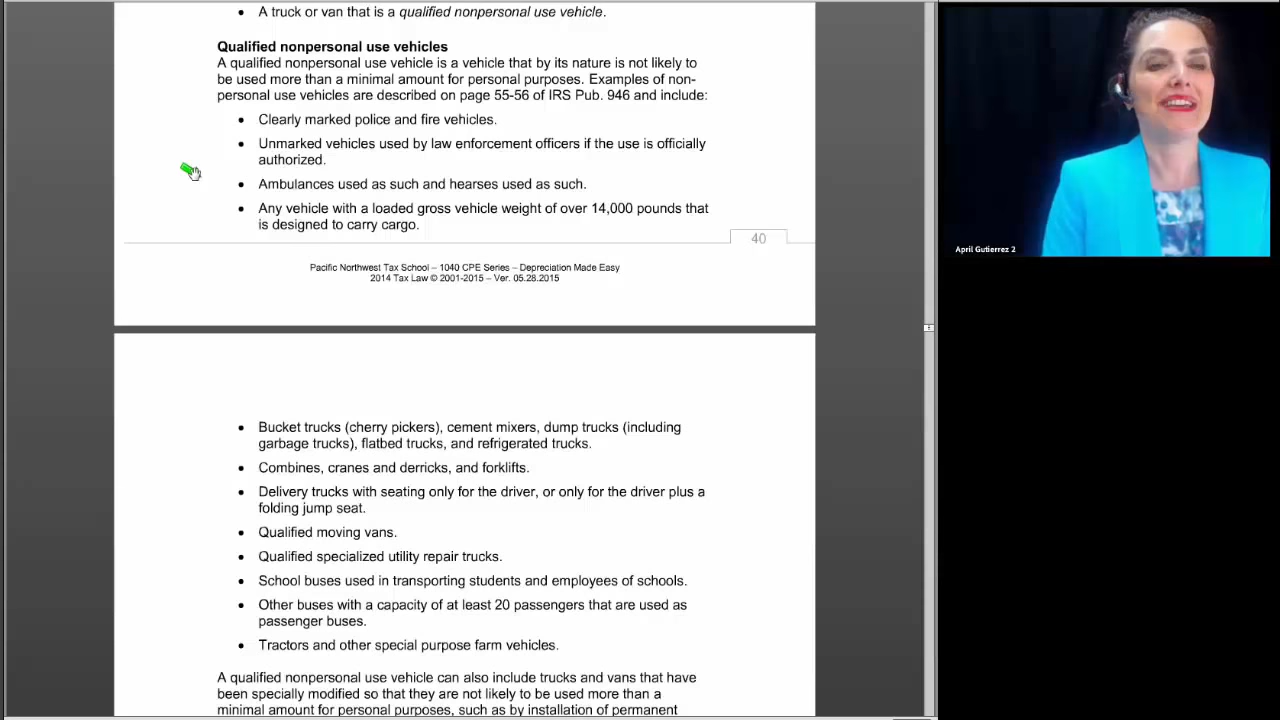 • A truck or van that is a qualified nonpersonal use vehicle.
Qualified nonpersonal use vehicles
A qualified nonpersonal use vehicle is a vehicle that by its nature is not likely to
be used more than a minimal amount for personal purposes. Examples of non-
personal use vehicles are described on page 55-56 of IRS Pub. 946 and include:
• Clearly marked police and fire vehicles.
• Unmarked vehicles used by law enforcement officers if the use is officially
authorized.
• Ambulances used as such and hearses used as such.
• Any vehicle with a loaded gross vehicle weight of over 14,000 pounds that
is designed to carry cargo.
40
Pacific Northwest Tax School – 1040 CPE Series – Depreciation Made Easy
2014 Tax Law © 2001-2015 – Ver. 05.28.2015
• Bucket trucks (cherry pickers), cement mixers, dump trucks (including
garbage trucks), flatbed trucks, and refrigerated trucks.
• Combines, cranes and derricks, and forklifts.
• Delivery trucks with seating only for the driver, or only for the driver plus a
folding jump seat.
• Qualified moving vans.
• Qualified specialized utility repair trucks.
• School buses used in transporting students and employees of schools.
• Other buses with a capacity of at least 20 passengers that are used as
passenger buses.
• Tractors and other special purpose farm vehicles.
A qualified nonpersonal use vehicle can also include trucks and vans that have
been specially modified so that they are not likely to be used more than a
minimal amount for personal purposes, such as by installation of permanent
April Gutierrez 2